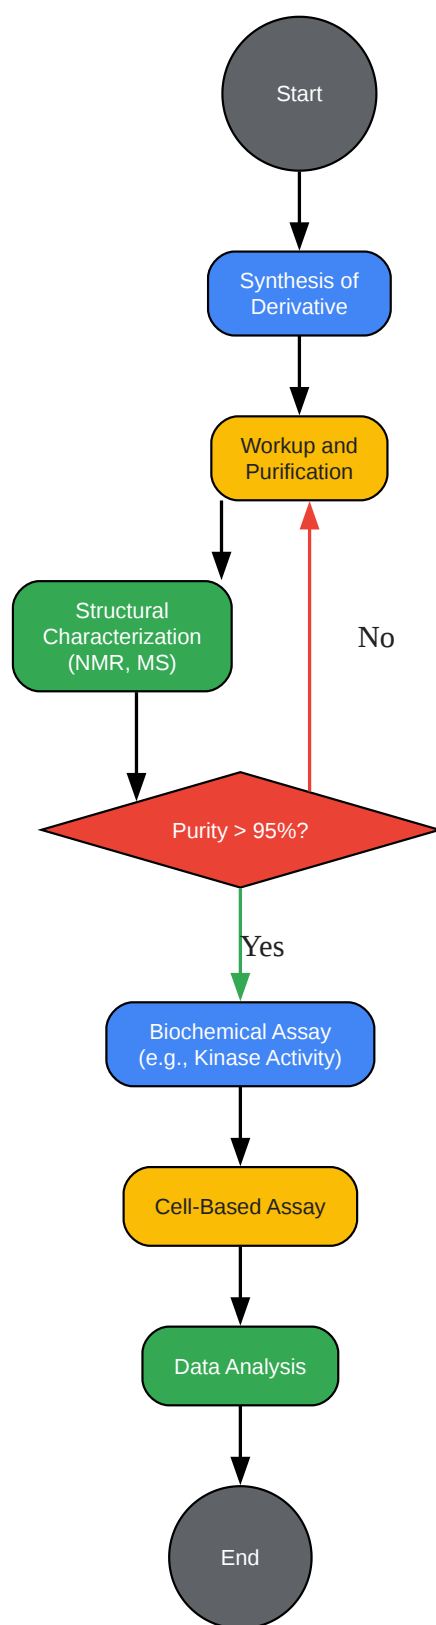 Start
Synthesis of
Derivative
Workup and
Purification
Structural
Characterization
(NMR, MS)
No
Purity > 95%?
Yes
Biochemical Assay
(e.g., Kinase Activity)
Cell-Based Assay
Data Analysis
End